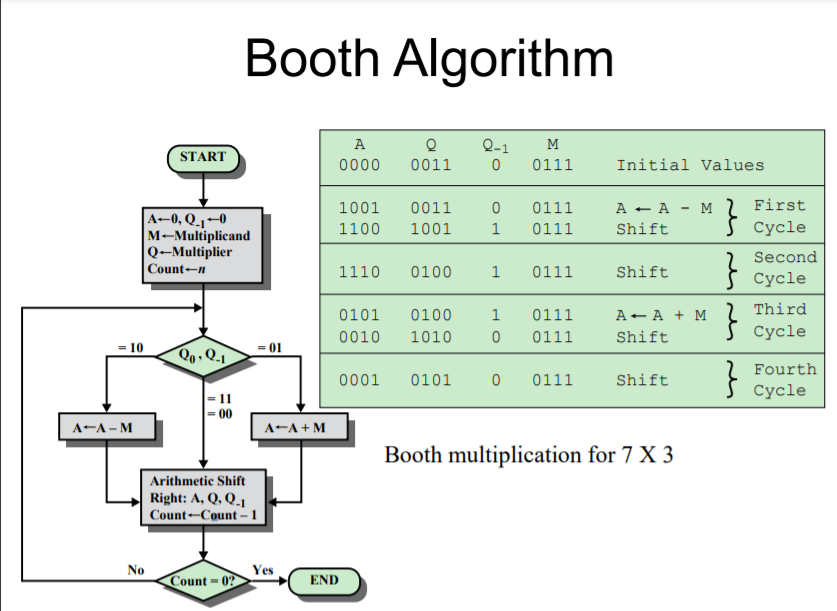 Booth Algorithm
START
A←0, Q₋₁←0
M←Multiplicand
Q←Multiplier
Count←n
= 10
Q₀, Q₋₁
= 01
= 11
= 00
A←A – M
A←A + M
Arithmetic Shift
Right: A, Q, Q₋₁
Count←Count – 1
No
Count = 0?
Yes
END
A Q Q₋₁ M
0000 0011 0 0111 Initial Values
1001 0011 0 0111 A ← A - M } First
1100 1001 1 0111 Shift Cycle
Second
1110 0100 1 0111 Shift } Cycle
0101 0100 1 0111 A ← A + M } Third
0010 1010 0 0111 Shift Cycle
Fourth
0001 0101 0 0111 Shift } Cycle
Booth multiplication for 7 X 3